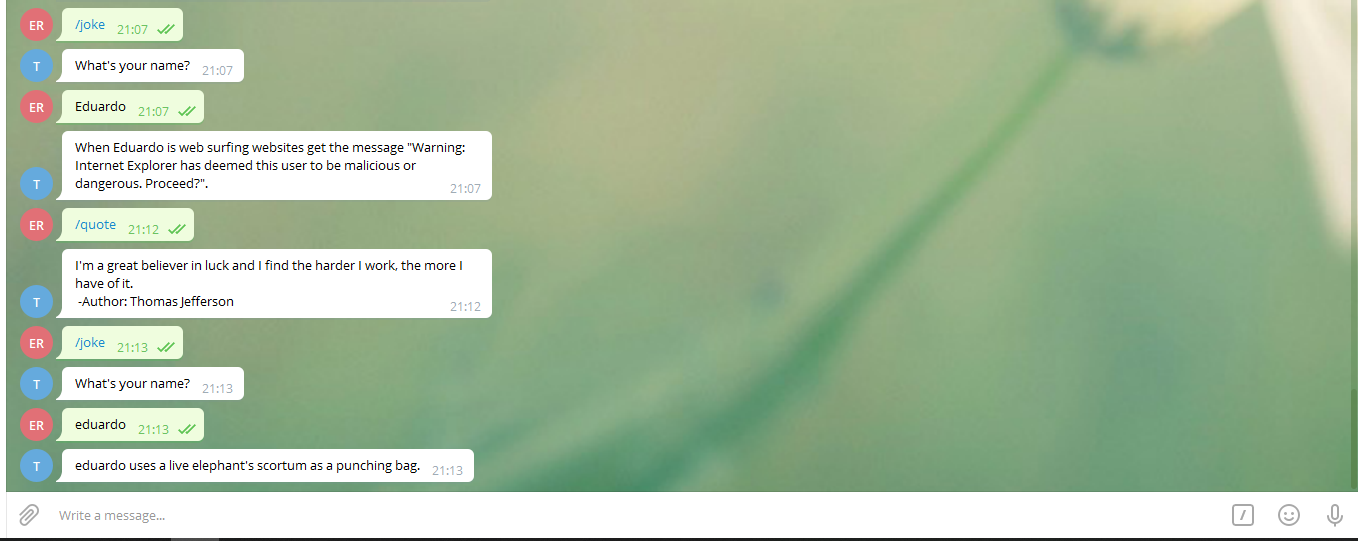 ER
/joke 21:07
What's your name? 21:07
T
ER
Eduardo 21:07
When Eduardo is web surfing websites get the message "Warning:
Internet Explorer has deemed this user to be malicious or
dangerous. Proceed?".
T
21:07
ER
/quote 21:12
I'm a great believer in luck and I find the harder I work, the more I
have of it.
-Author: Thomas Jefferson
T
21:12
ER
/joke 21:13
T
What's your name? 21:13
ER
eduardo 21:13
T
eduardo uses a live elephant's scortum as a punching bag. 21:13
Write a message...